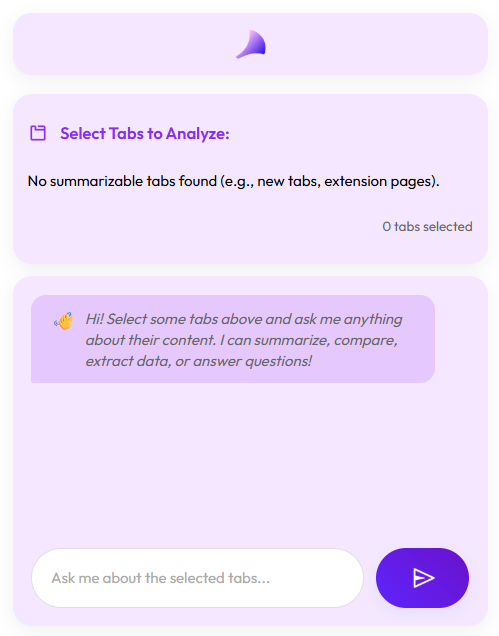 Select Tabs to Analyze:
No summarizable tabs found (e.g., new tabs, extension pages).
0 tabs selected
Hi! Select some tabs above and ask me anything
about their content. I can summarize, compare,
extract data, or answer questions!
Ask me about the selected tabs...